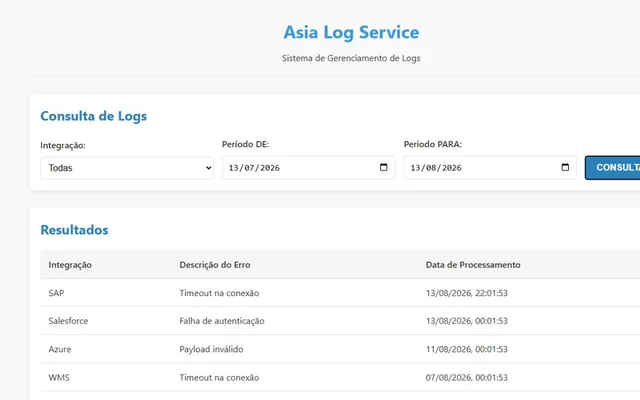 Asia Log Service
Sistema de Gerenciamento de Logs
Consulta de Logs
Integração: Período DE: Período PARA:
Todas 13/07/2026 13/08/2026 CONSULTA
Resultados
Integração Descrição do Erro Data de Processamento
SAP Timeout na conexão 13/08/2026, 22:01:53
Salesforce Falha de autenticação 13/08/2026, 00:01:53
Azure Payload inválido 11/08/2026, 00:01:53
WMS Timeout na conexão 07/08/2026, 00:01:53